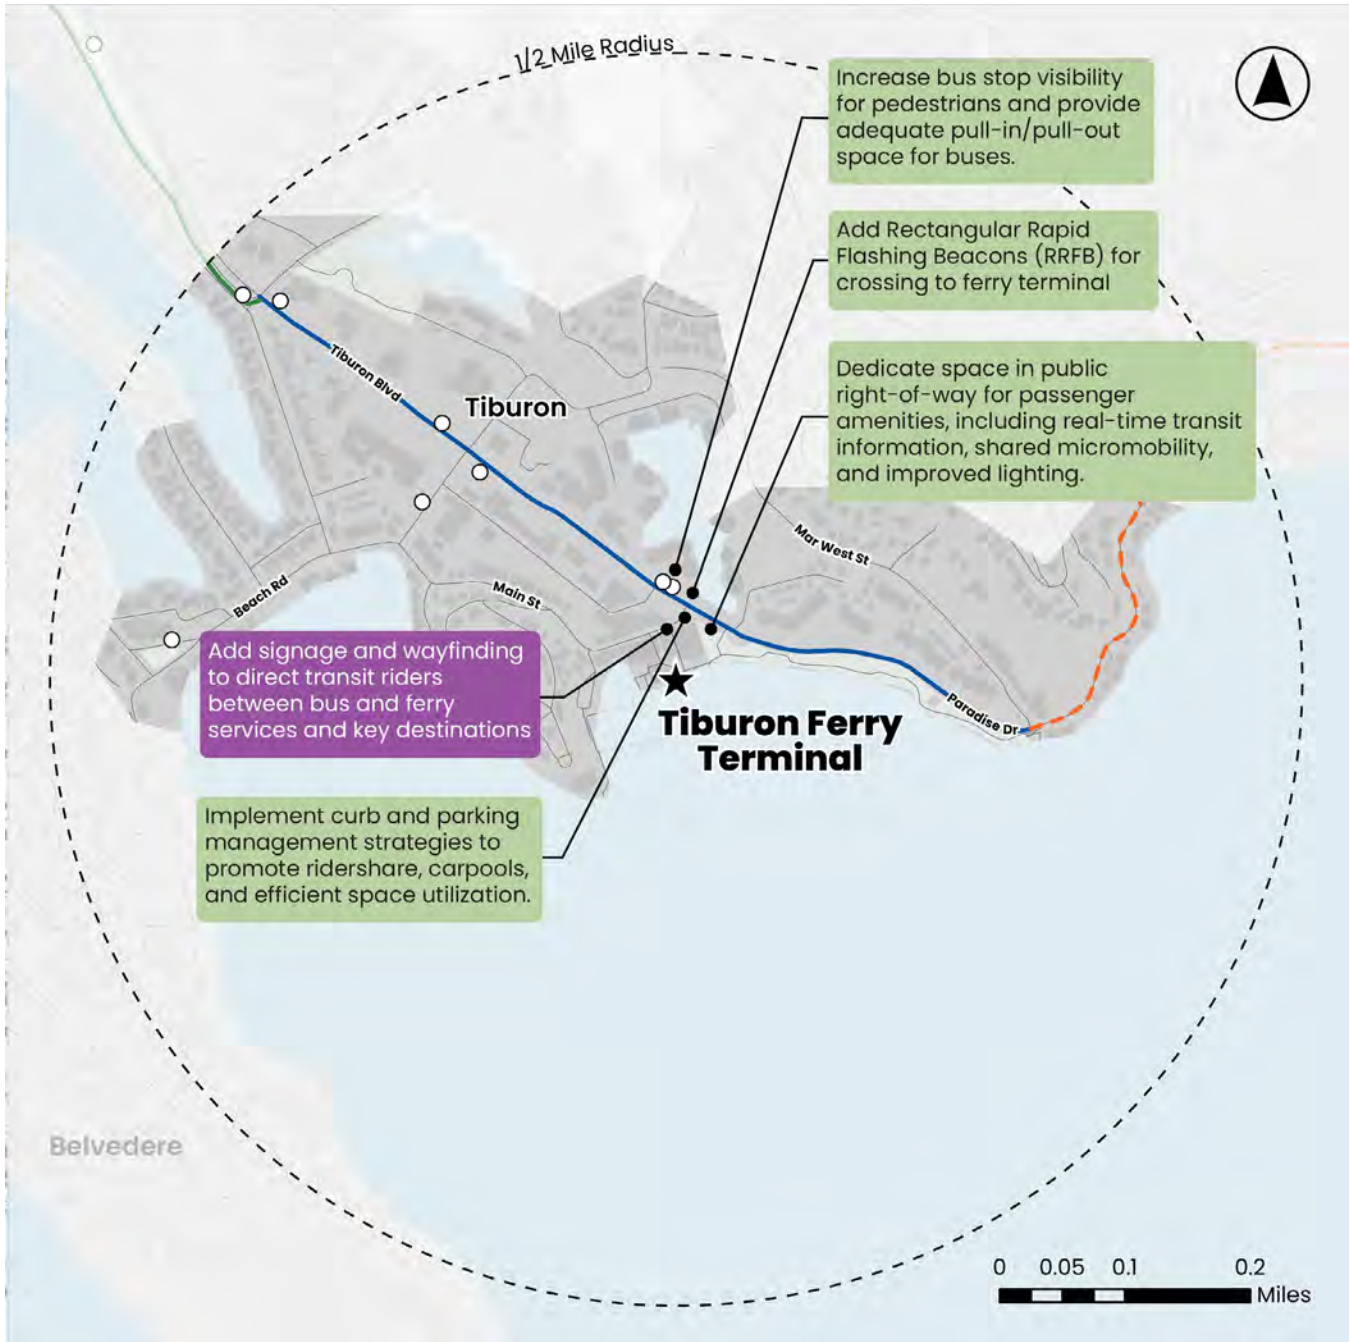 1/2 Mile Radius
Increase bus stop visibility
for pedestrians and provide
adequate pull-in/pull-out
space for buses.
Add Rectangular Rapid
Flashing Beacons (RRFB) for
crossing to ferry terminal
Dedicate space in public
right-of-way for passenger
amenities, including real-time transit
information, shared micromobility,
and improved lighting.
Tiburon Blvd
Tiburon
Mar West St
Beach Rd
Main St
Add signage and wayfinding
to direct transit riders
between bus and ferry
services and key destinations
Paradise Dr
Tiburon Ferry
Terminal
Implement curb and parking
management strategies to
promote ridershare, carpools,
and efficient space utilization.
Belvedere
0 0.05 0.1 0.2
Miles